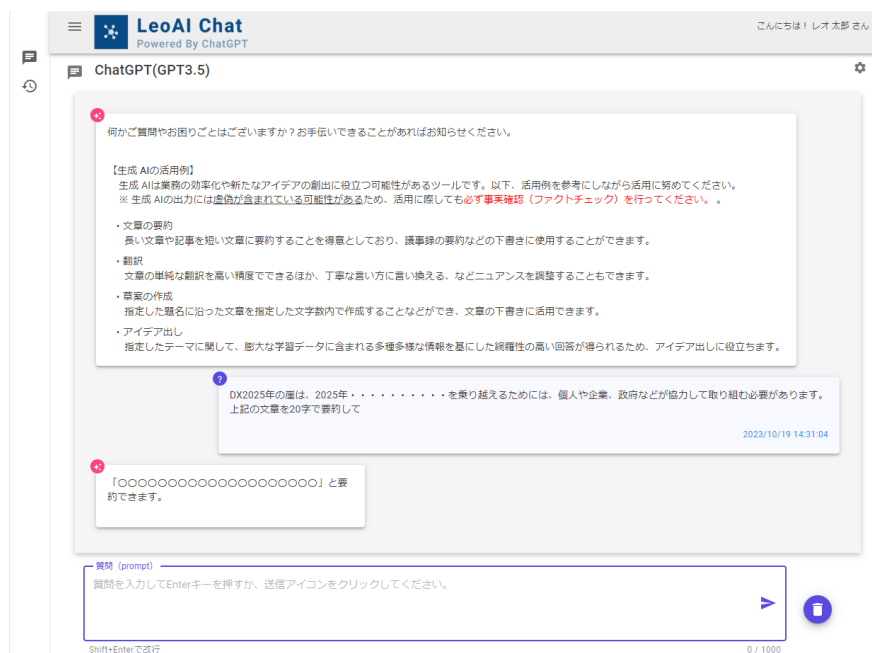 LeoAI Chat
Powered By ChatGPT
こんにちは！ レオ 太郎 さん
ChatGPT(GPT3.5)
何かご質問やお困りごとはございますか？お手伝いできることがあればお知らせください。
【生成 AIの活用例】
生成 AIは業務の効率化や新たなアイデアの創出に役立つ可能性があるツールです。以下、活用例を参考にしながら活用に努めてください。
※ 生成 AIの出力には虚偽が含まれている可能性があるため、活用に際しても必ず事実確認（ファクトチェック）を行ってください。 。
・文章の要約
長い文章や記事を短い文章に要約することを得意としており、議事録の要約などの下書きに使用することができます。
・翻訳
文章の単純な翻訳を高い精度でできるほか、丁寧な言い方に言い換える、などニュアンスを調整することもできます。
・草案の作成
指定した題名に沿った文章を指定した文字数内で作成することなどができ、文章の下書きに活用できます。
・アイデア出し
指定したテーマに関して、膨大な学習データに含まれる多種多様な情報を基にした網羅性の高い回答が得られるため、アイデア出しに役立ちます。
?
DX2025年の崖は、2025年・・・・・・・・・・を乗り越えるためには、個人や企業、政府などが協力して取り組む必要があります。
上記の文章を20字で要約して
2023/10/19 14:31:04
「〇〇〇〇〇〇〇〇〇〇〇〇〇〇〇〇〇〇〇〇」と要
約できます。
質問（prompt）
質問を入力してEnterキーを押すか、送信アイコンをクリックしてください。
Shift+Enterで改行
0 / 1000